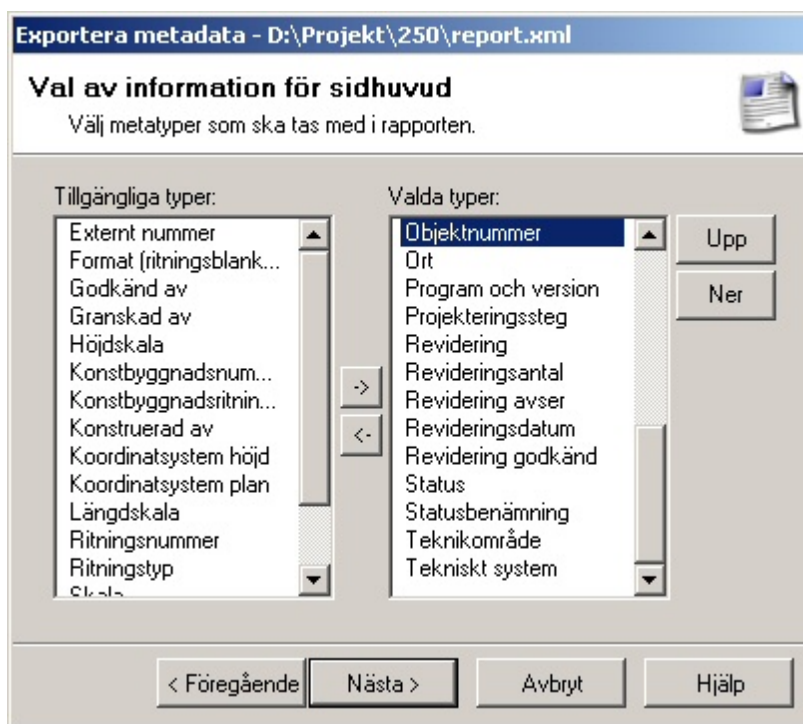 Exportera metadata - D:\Projekt\250\report.xml
Val av information för sidhuvud
Välj metatyper som ska tas med i rapporten.
Tillgängliga typer:
Externt nummer
Format (ritningsblank...
Godkänd av
Granskad av
Höjdskala
Konstbyggnadsnum...
Konstbyggnadsritnin...
Konstruerad av
Koordinatsystem höjd
Koordinatsystem plan
Längdskala
Ritningsnummer
Ritningstyp
Skala
->
<-
Valda typer:
Objektnummer
Ort
Program och version
Projekteringssteg
Revidering
Revideringsantal
Revidering avser
Revideringsdatum
Revidering godkänd
Status
Statusbenämning
Teknikområde
Tekniskt system
Upp
Ner
< Föregående
Nästa >
Avbryt
Hjälp